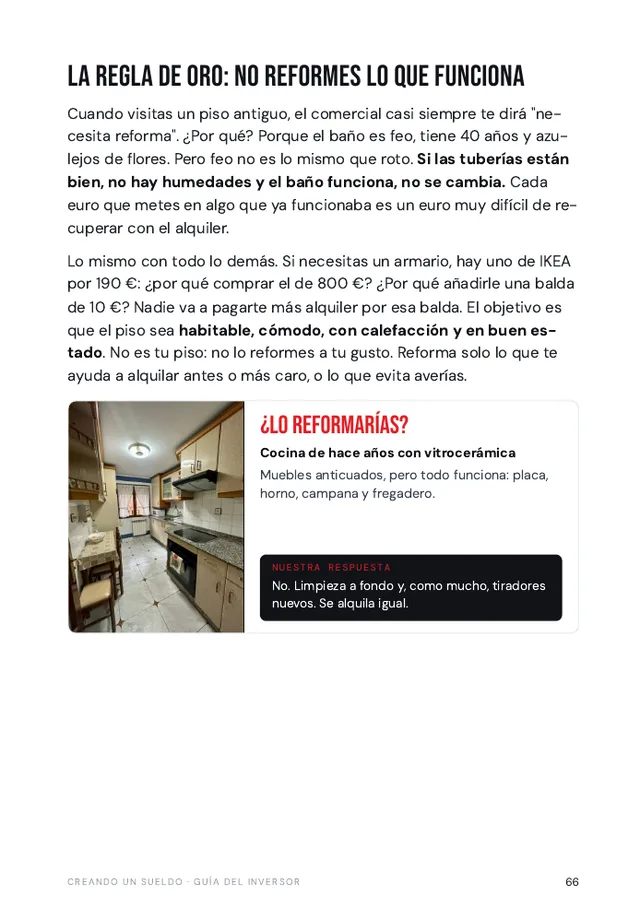 LA REGLA DE ORO: NO REFORMES LO QUE FUNCIONA
Cuando visitas un piso antiguo, el comercial casi siempre te dirá "ne-
cesita reforma". ¿Por qué? Porque el baño es feo, tiene 40 años y azu-
lejos de flores. Pero feo no es lo mismo que roto. Si las tuberías están
bien, no hay humedades y el baño funciona, no se cambia. Cada
euro que metes en algo que ya funcionaba es un euro muy difícil de re-
cuperar con el alquiler.
Lo mismo con todo lo demás. Si necesitas un armario, hay uno de IKEA
por 190 €: ¿por qué comprar el de 800 €? ¿Por qué añadirle una balda
de 10 €? Nadie va a pagarte más alquiler por esa balda. El objetivo es
que el piso sea habitable, cómodo, con calefacción y en buen es-
tado. No es tu piso: no lo reformes a tu gusto. Reforma solo lo que te
ayuda a alquilar antes o más caro, o lo que evita averías.
¿LO REFORMARÍAS?
Cocina de hace años con vitrocerámica
Muebles anticuados, pero todo funciona: placa,
horno, campana y fregadero.
NUESTRA RESPUESTA
No. Limpieza a fondo y, como mucho, tiradores
nuevos. Se alquila igual.
CREANDO UN SUELDO · GUÍA DEL INVERSOR
66